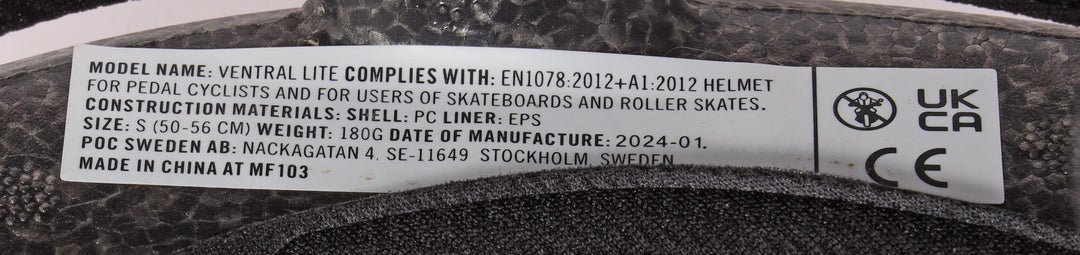 MODEL NAME: VENTRAL LITE COMPLIES WITH: EN1078:2012+A1:2012 HELMET
FOR PEDAL CYCLISTS AND FOR USERS OF SKATEBOARDS AND ROLLER SKATES.
CONSTRUCTION MATERIALS: SHELL: PC LINER: EPS
SIZE: S (50-56 CM) WEIGHT: 180G DATE OF MANUFACTURE: 2024-01.
POC SWEDEN AB: NACKAGATAN 4, SE-11649 STOCKHOLM, SWEDEN
MADE IN CHINA AT MF103
UK
CA
CE